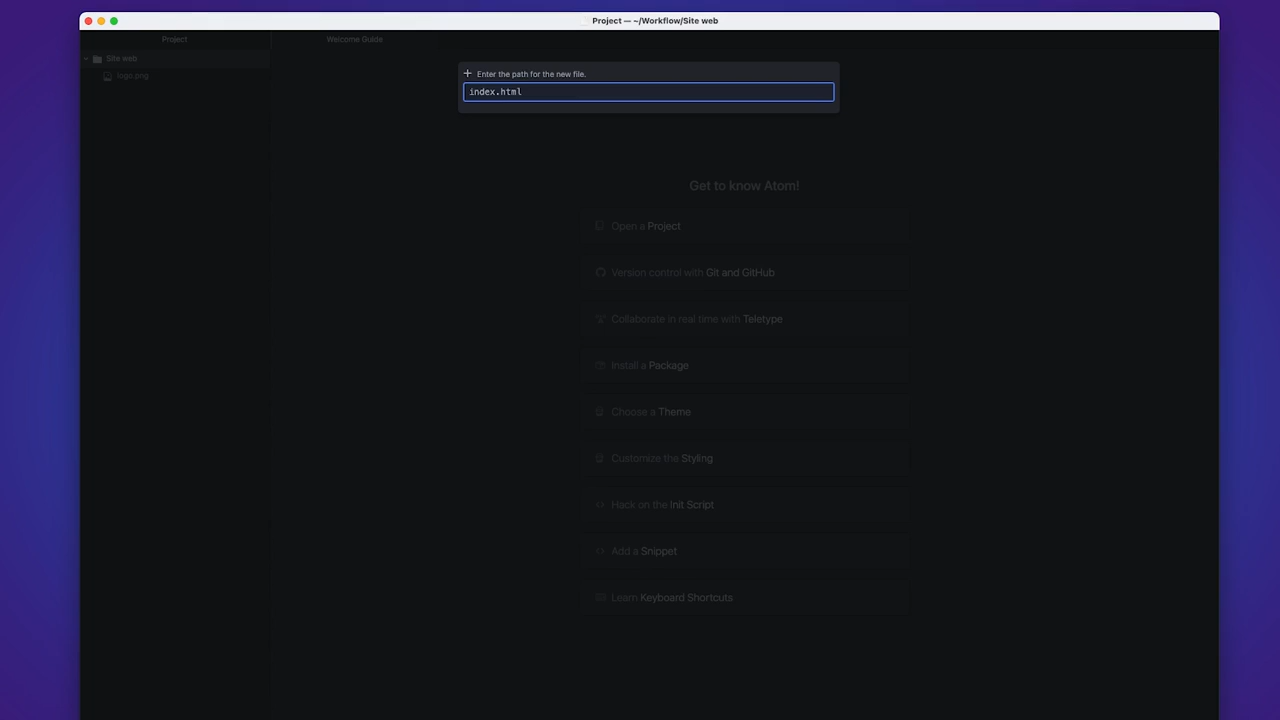 Project — ~/Workflow/Site web
Project
Welcome Guide
Site web
logo.png
Enter the path for the new file.
index.html
Get to know Atom!
Open a Project
Version control with Git and GitHub
Collaborate in real time with Teletype
Install a Package
Choose a Theme
Customize the Styling
Hack on the Init Script
Add a Snippet
Learn Keyboard Shortcuts